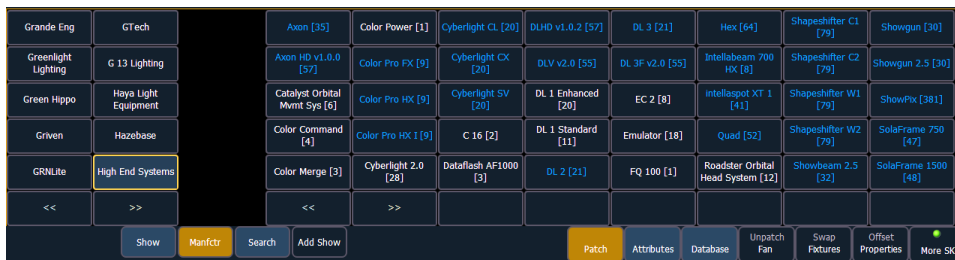 Grande Eng GTech Axon [35] Color Power [1] Cyberlight CL [20] DLHD v1.0.2 [57] DL 3 [21] Hex [64] Shapeshifter C1 [79] Showgun [30]
Greenlight Lighting G 13 Lighting Axon HD v1.0.0 [57] Color Pro FX [9] Cyberlight CX [20] DLV v2.0 [55] DL 3F v2.0 [55] Intellabeam 700 HX [8] Shapeshifter C2 [79] Showgun 2.5 [30]
Green Hippo Haya Light Equipment Catalyst Orbital Mvmt Sys [6] Color Pro HX [9] Cyberlight SV [20] DL 1 Enhanced [20] EC 2 [8] intellaspot XT 1 [41] Shapeshifter W1 [79] ShowPix [381]
Griven Hazebase Color Command [4] Color Pro HX I [9] C 16 [2] DL 1 Standard [11] Emulator [18] Quad [52] Shapeshifter W2 [79] SolaFrame 750 [47]
GRNLite High End Systems Color Merge [3] Cyberlight 2.0 [28] Dataflash AF1000 [3] DL 2 [21] FQ 100 [1] Roadster Orbital Head System [12] Showbeam 2.5 [32] SolaFrame 1500 [48]
<< >> << >>
Show Manfctr Search Add Show Patch Attributes Database Unpatch Fan Swap Fixtures Offset Properties More SK